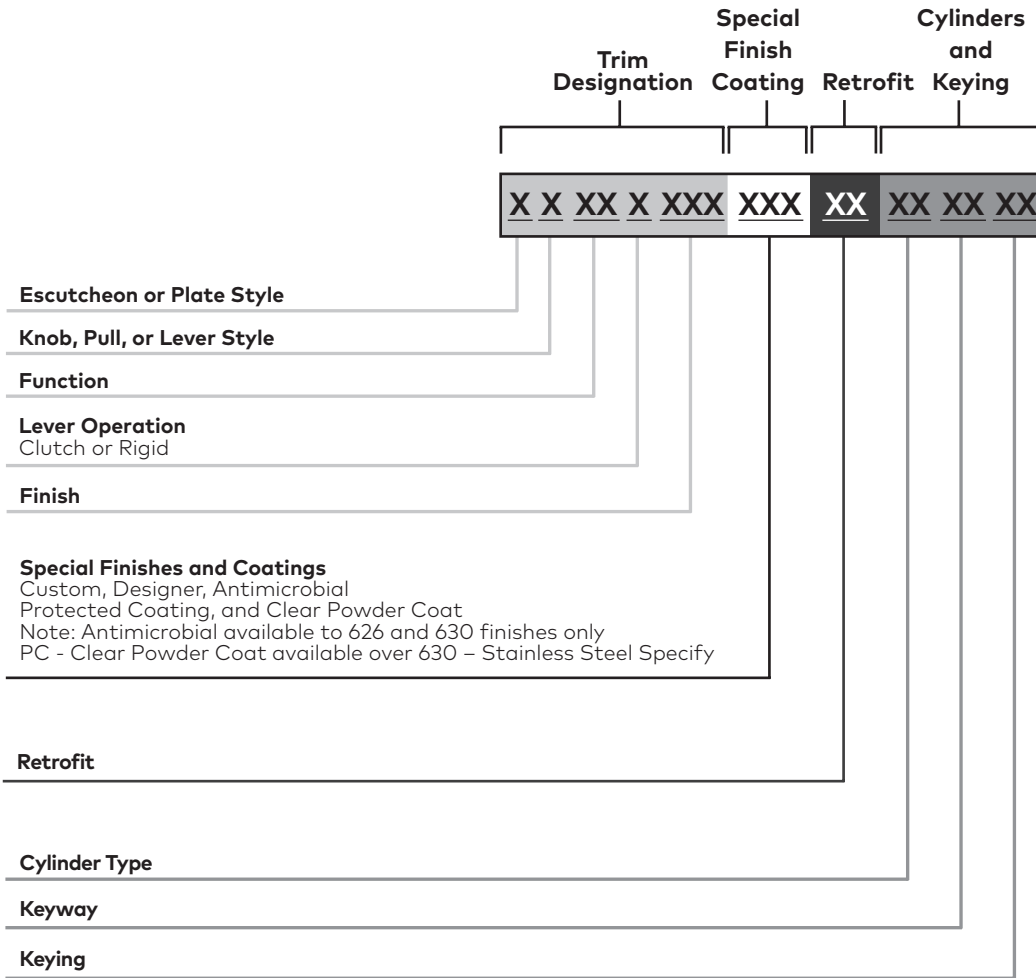 Trim
Designation
Special
Finish
Coating
Retrofit
Cylinders
and
Keying
X X XX X XXX XXX XX XX XX XX
Escutcheon or Plate Style
Knob, Pull, or Lever Style
Function
Lever Operation
Clutch or Rigid
Finish
Special Finishes and Coatings
Custom, Designer, Antimicrobial
Protected Coating, and Clear Powder Coat
Note: Antimicrobial available to 626 and 630 finishes only
PC - Clear Powder Coat available over 630 – Stainless Steel Specify
Retrofit
Cylinder Type
Keyway
Keying